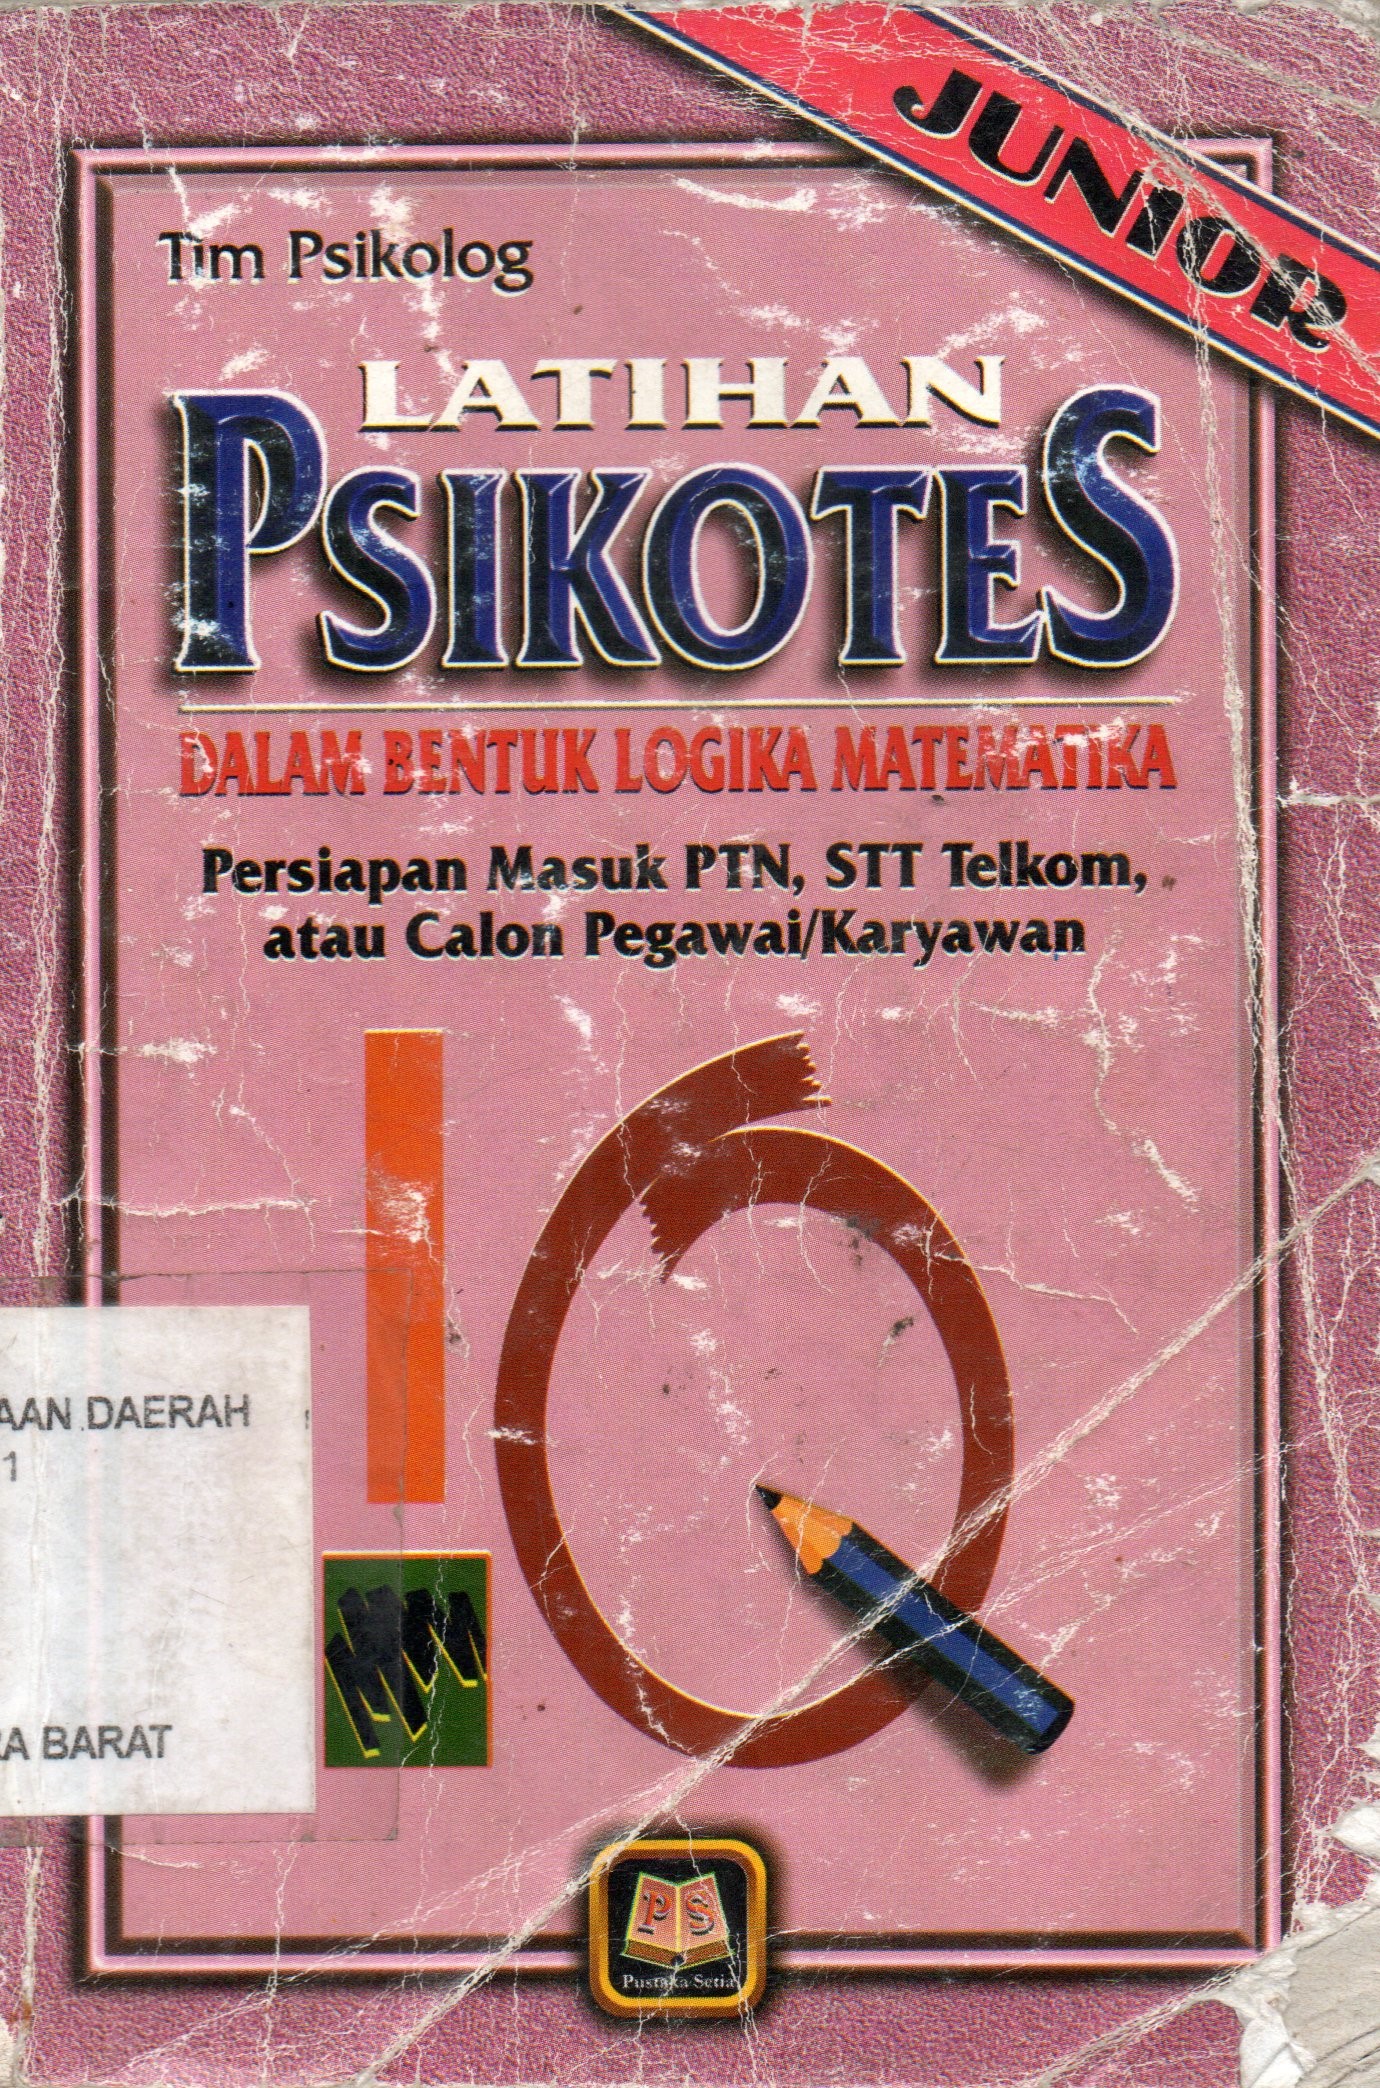 JUNIOR
Tim Psikolog
LATIHAN
PSIKOTES
DALAM BENTUK LOGIKA MATEMATIKA
Persiapan Masuk PTN, STT Telkom,
atau Calon Pegawai/Karyawan
IQ
AAN DAERAH
1
RA BARAT
PS
Pustaka Setia